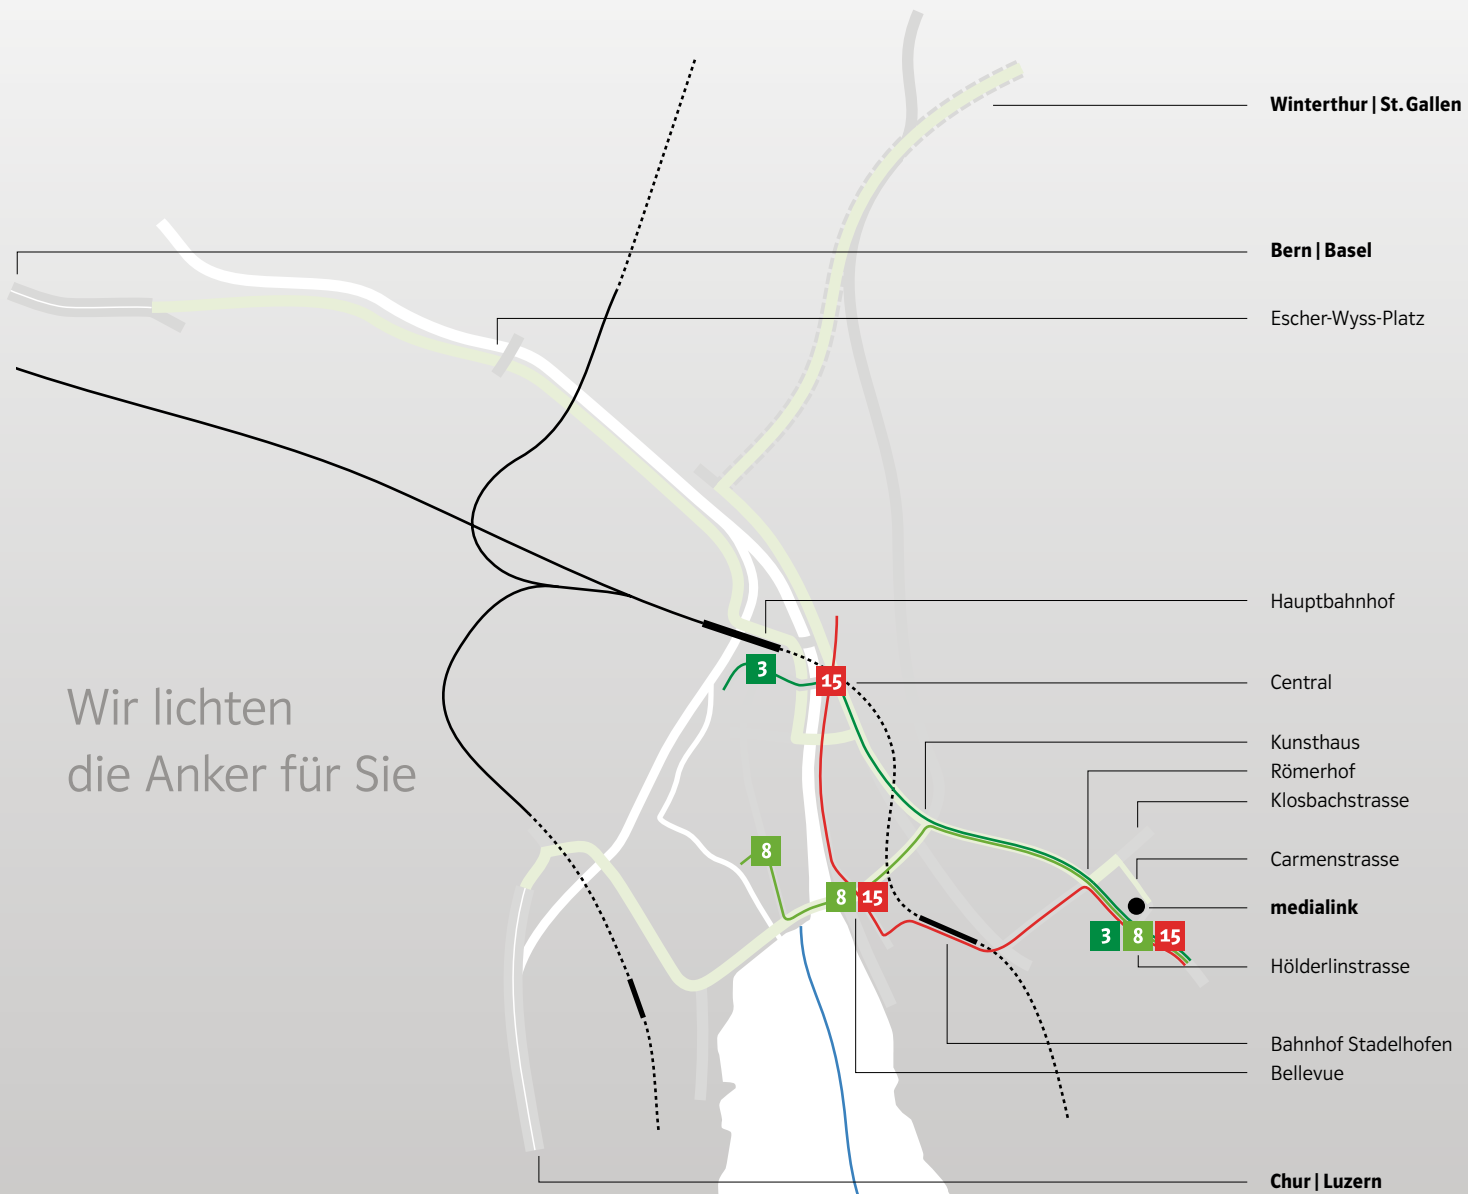 Winterthur | St. Gallen
Bern | Basel
Escher-Wyss-Platz
Hauptbahnhof
3
15
Central
Wir lichten
die Anker für Sie
Kunsthaus
Römerhof
Klosbachstrasse
8
Carmenstrasse
8 15
medialink
3 8 15
Hölderlinstrasse
Bahnhof Stadelhofen
Bellevue
Chur | Luzern